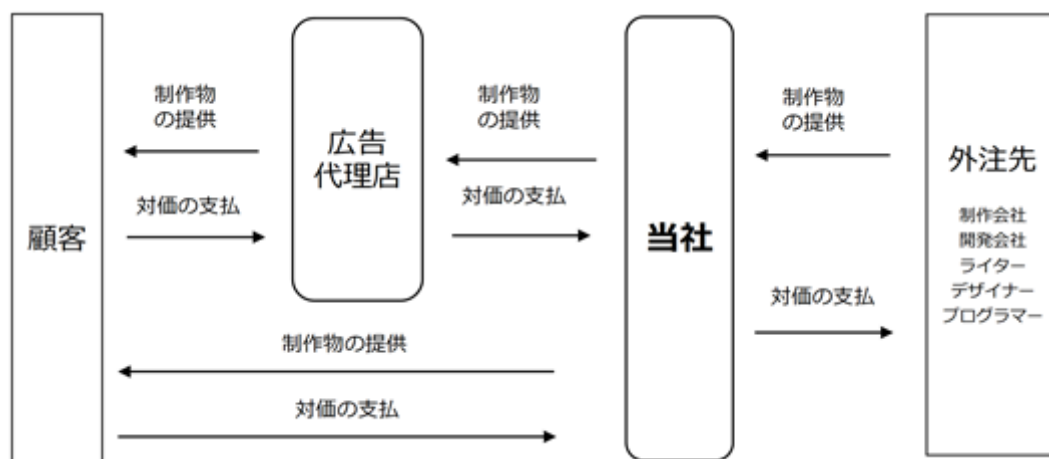 顧客
制作物
の提供
対価の支払
広告
代理店
制作物
の提供
対価の支払
制作物の提供
対価の支払
当社
制作物
の提供
対価の支払
外注先
制作会社
開発会社
ライター
デザイナー
プログラマー